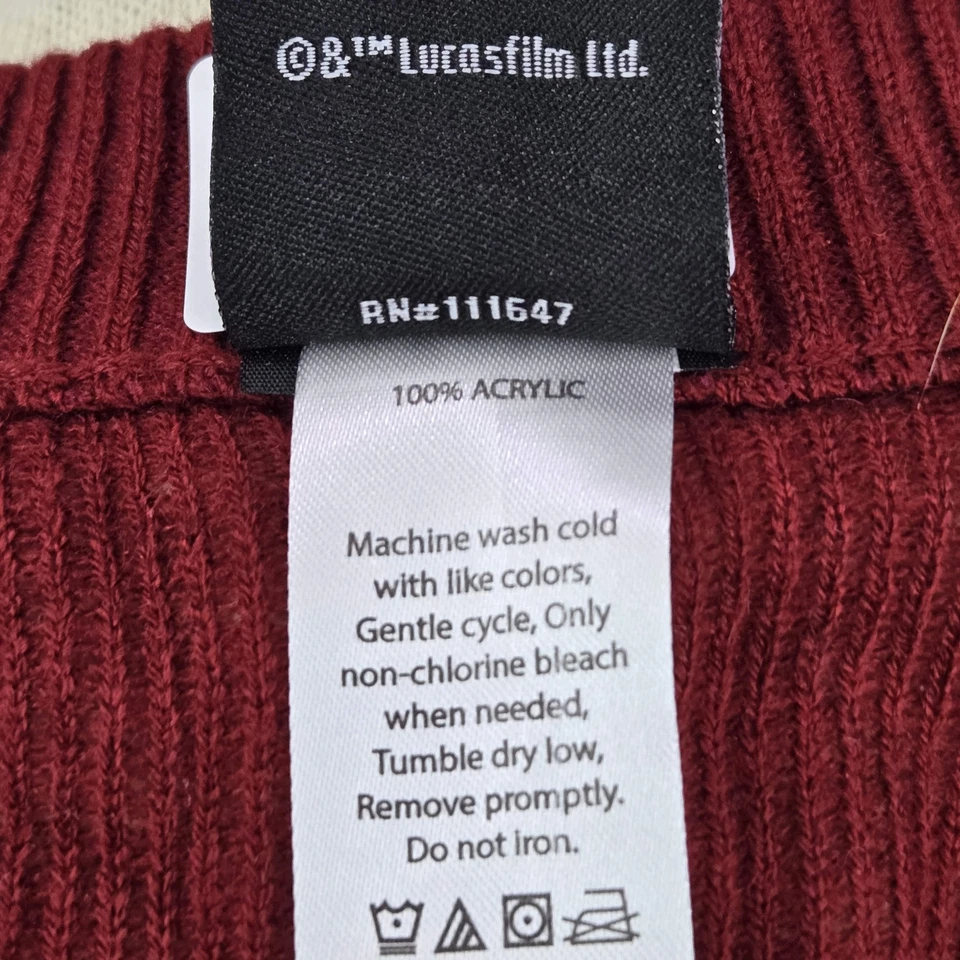 ©&™Lucasfilm Ltd.
RN#111647
100% ACRYLIC
Machine wash cold
with like colors,
Gentle cycle, Only
non-chlorine bleach
when needed,
Tumble dry low,
Remove promptly.
Do not iron.